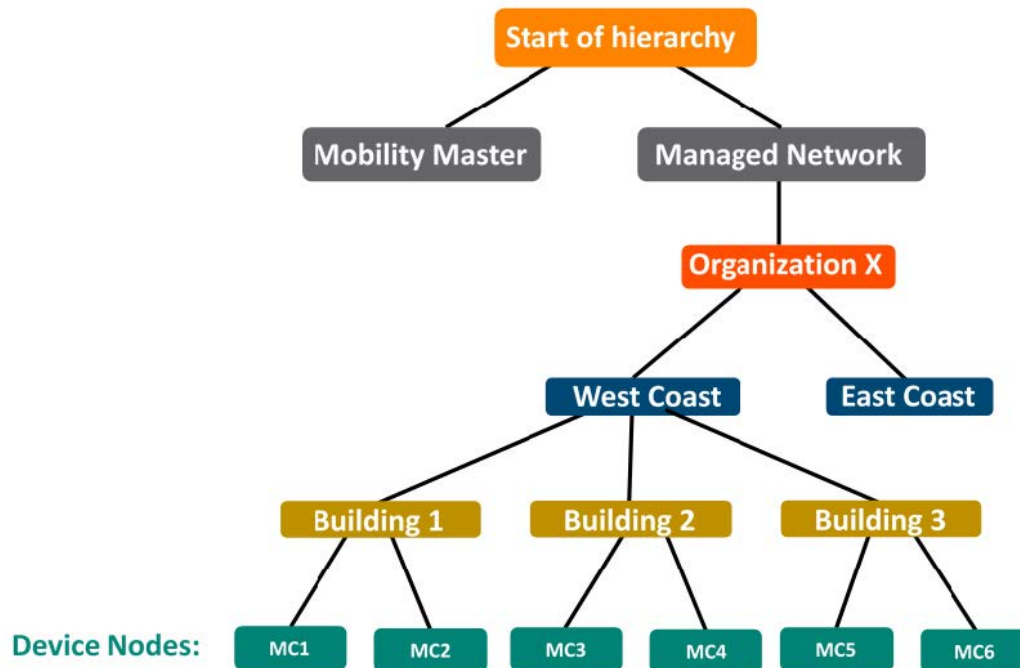 Start of hierarchy
Mobility Master
Managed Network
Organization X
West Coast
East Coast
Building 1
Building 2
Building 3
Device Nodes:
MC1
MC2
MC3
MC4
MC5
MC6